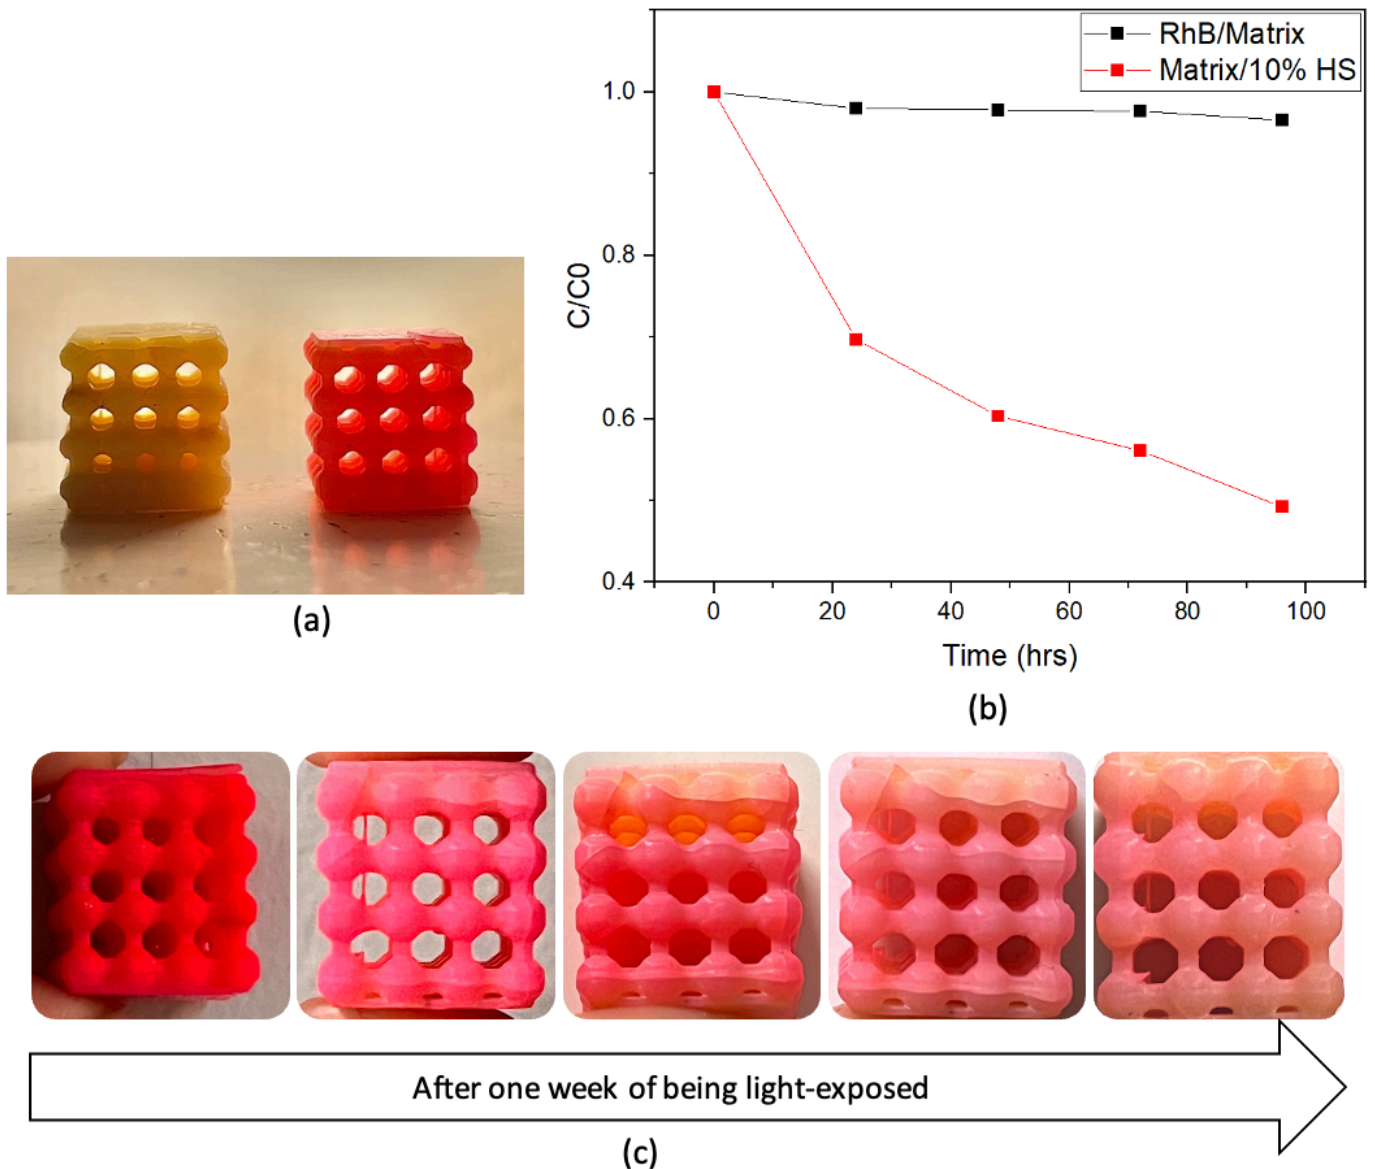 RhB/Matrix
Matrix/10% HS
1.0
0.8
0.6
0.4
C/C0
0 20 40 60 80 100
Time (hrs)
(a)
(b)
After one week of being light-exposed
(c)